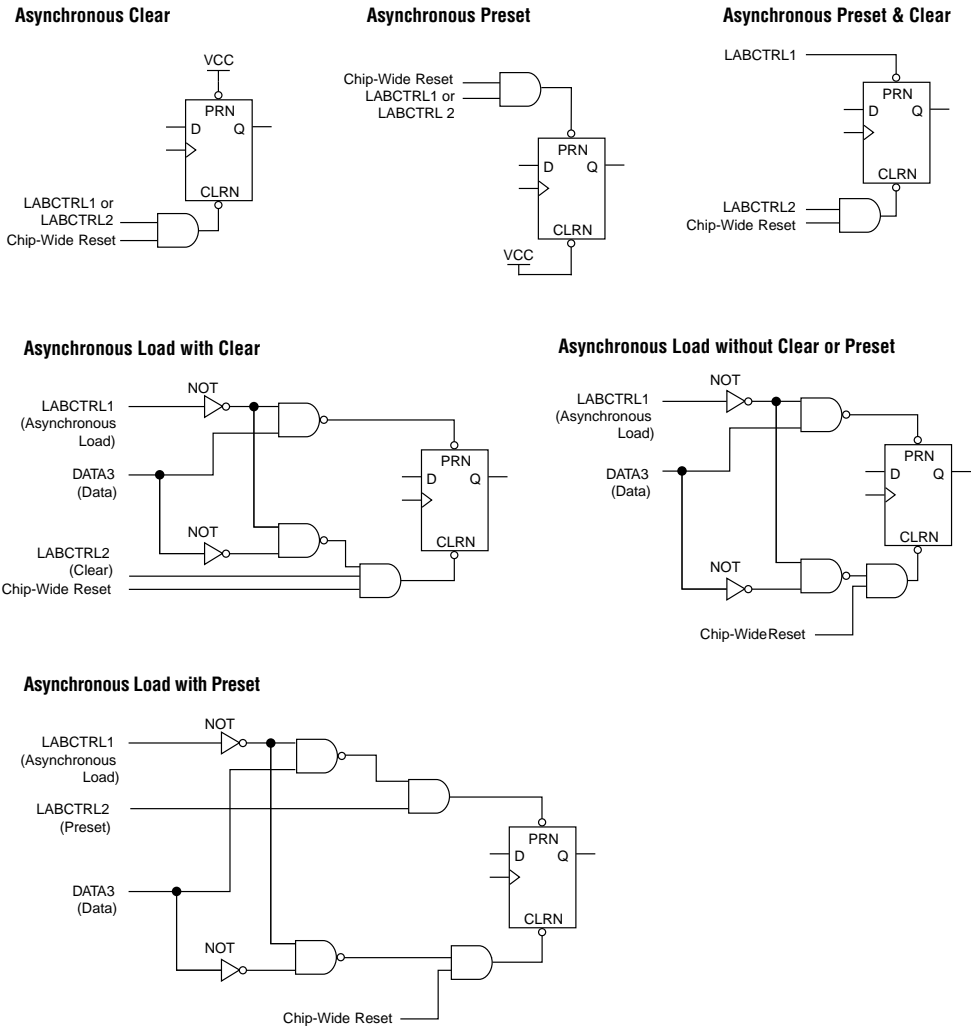 Asynchronous Clear
VCC
PRN
D Q
CLRN
LABCTRL1 or
LABCTRL2
Chip-Wide Reset
Asynchronous Preset
Chip-Wide Reset
LABCTRL1 or
LABCTRL 2
PRN
D Q
CLRN
VCC
Asynchronous Preset & Clear
LABCTRL1
PRN
D Q
CLRN
LABCTRL2
Chip-Wide Reset
Asynchronous Load with Clear
NOT
LABCTRL1
(Asynchronous
Load)
PRN
D Q
DATA3
(Data)
NOT
CLRN
LABCTRL2
(Clear)
Chip-Wide Reset
Asynchronous Load without Clear or Preset
NOT
LABCTRL1
(Asynchronous
Load)
PRN
D Q
DATA3
(Data)
CLRN
NOT
Chip-WideReset
Asynchronous Load with Preset
NOT
LABCTRL1
(Asynchronous
Load)
LABCTRL2
(Preset)
PRN
D Q
DATA3
(Data)
CLRN
NOT
Chip-Wide Reset